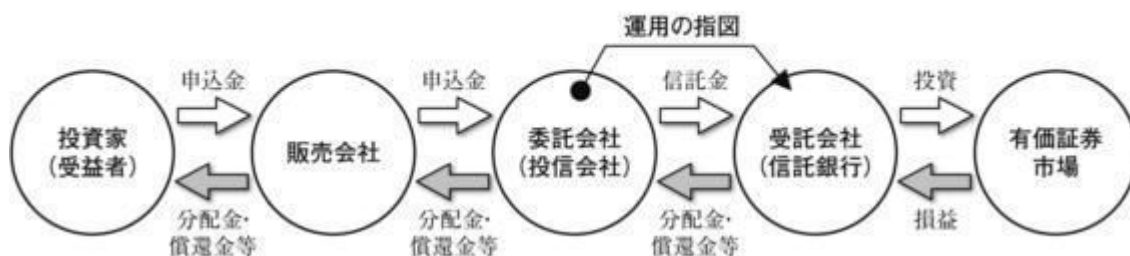 運用の指図
申込金
申込金
信託金
投資
投資家
(受益者)
販売会社
委託会社
(投信会社)
受託会社
(信託銀行)
有価証券
市場
分配金・
償還金等
分配金・
償還金等
分配金・
償還金等
損益